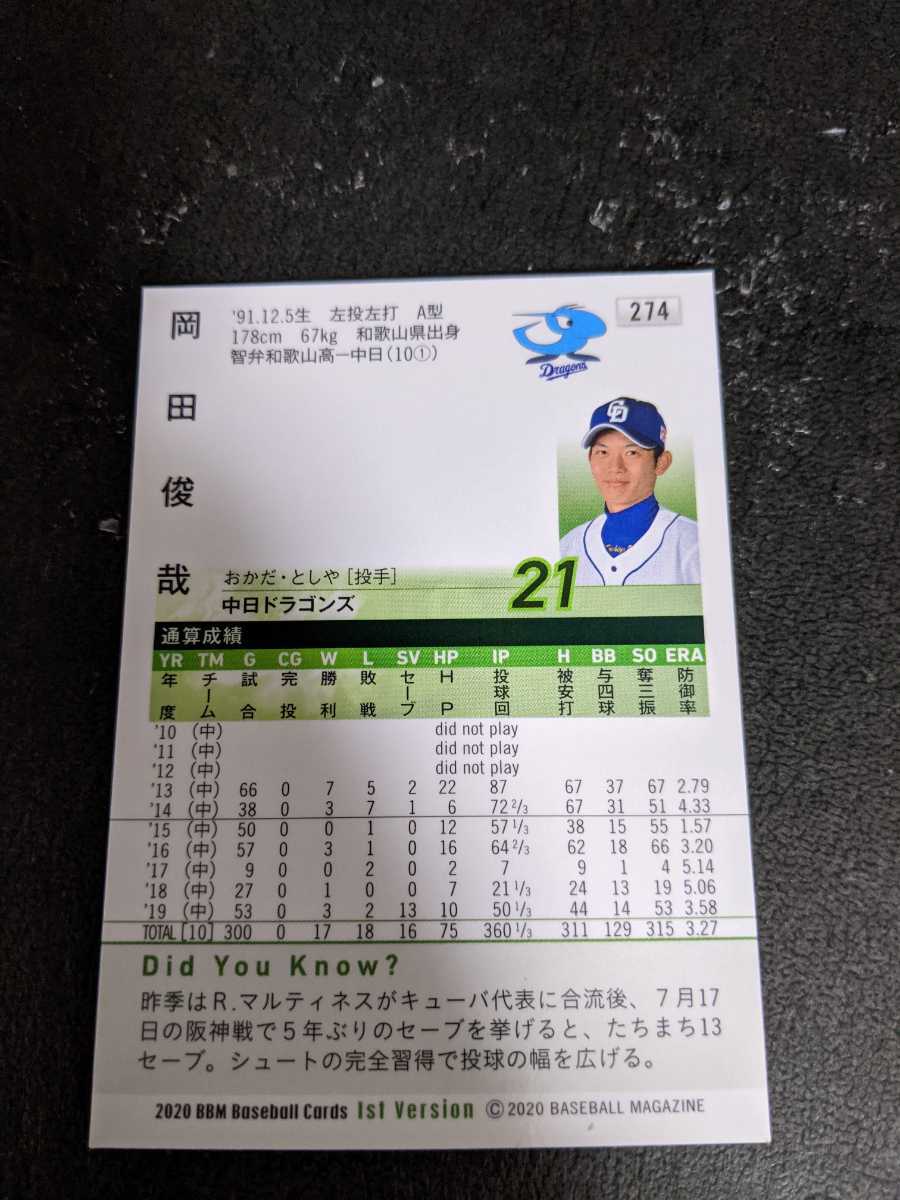 岡田俊哉
'91.12.5生 左投左打 A型
178cm 67kg 和歌山県出身
智弁和歌山高ー中日(10①)
Dragons
274
CD
おかだ・としや [投手]
中日ドラゴンズ
21
通算成績
YR TM G CG W L SV HP IP H BB SO ERA
年度 チーム 試合 完投 勝利 敗戦 セーブ HP 投球回 被安打 与四球 奪三振 防御率
'10 (中) did not play
'11 (中) did not play
'12 (中) did not play
'13 (中) 66 0 7 5 2 22 87 67 37 67 2.79
'14 (中) 38 0 3 7 1 6 72 2/3 67 31 51 4.33
'15 (中) 50 0 0 1 0 12 57 1/3 38 15 55 1.57
'16 (中) 57 0 3 1 0 16 64 2/3 62 18 66 3.20
'17 (中) 9 0 0 2 0 2 7 9 1 4 5.14
'18 (中) 27 0 1 0 0 7 21 1/3 24 13 19 5.06
'19 (中) 53 0 3 2 13 10 50 1/3 44 14 53 3.58
TOTAL [10] 300 0 17 18 16 75 360 1/3 311 129 315 3.27
Did You Know?
昨季はR.マルティネスがキューバ代表に合流後、7月17
日の阪神戦で5年ぶりのセーブを挙げると、たちまち13
セーブ。シュートの完全習得で投球の幅を広げる。
2020 BBM Baseball Cards 1st Version © 2020 BASEBALL MAGAZINE